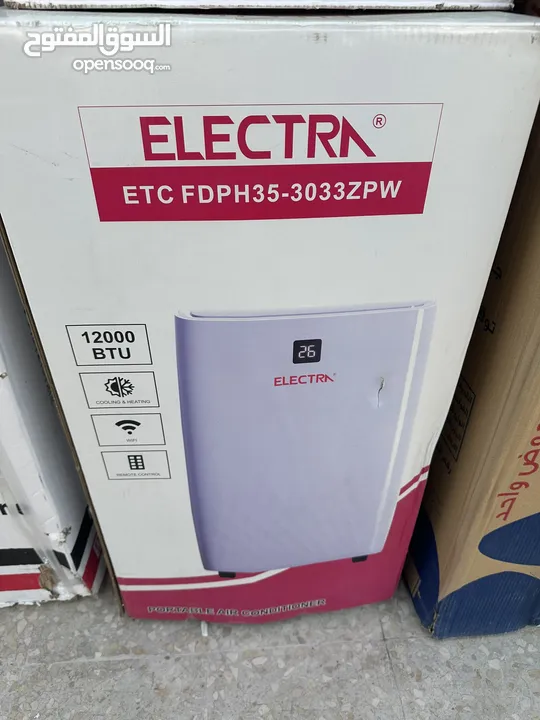 السوق المفتوح
opensooq.com
ELECTRA®
ETC FDPH35-3033ZPW
12000
BTU
COOLING & HEATING
WIFI
REMOTE CONTROL
26
ELECTRA
PORTABLE AIR CONDITIONER